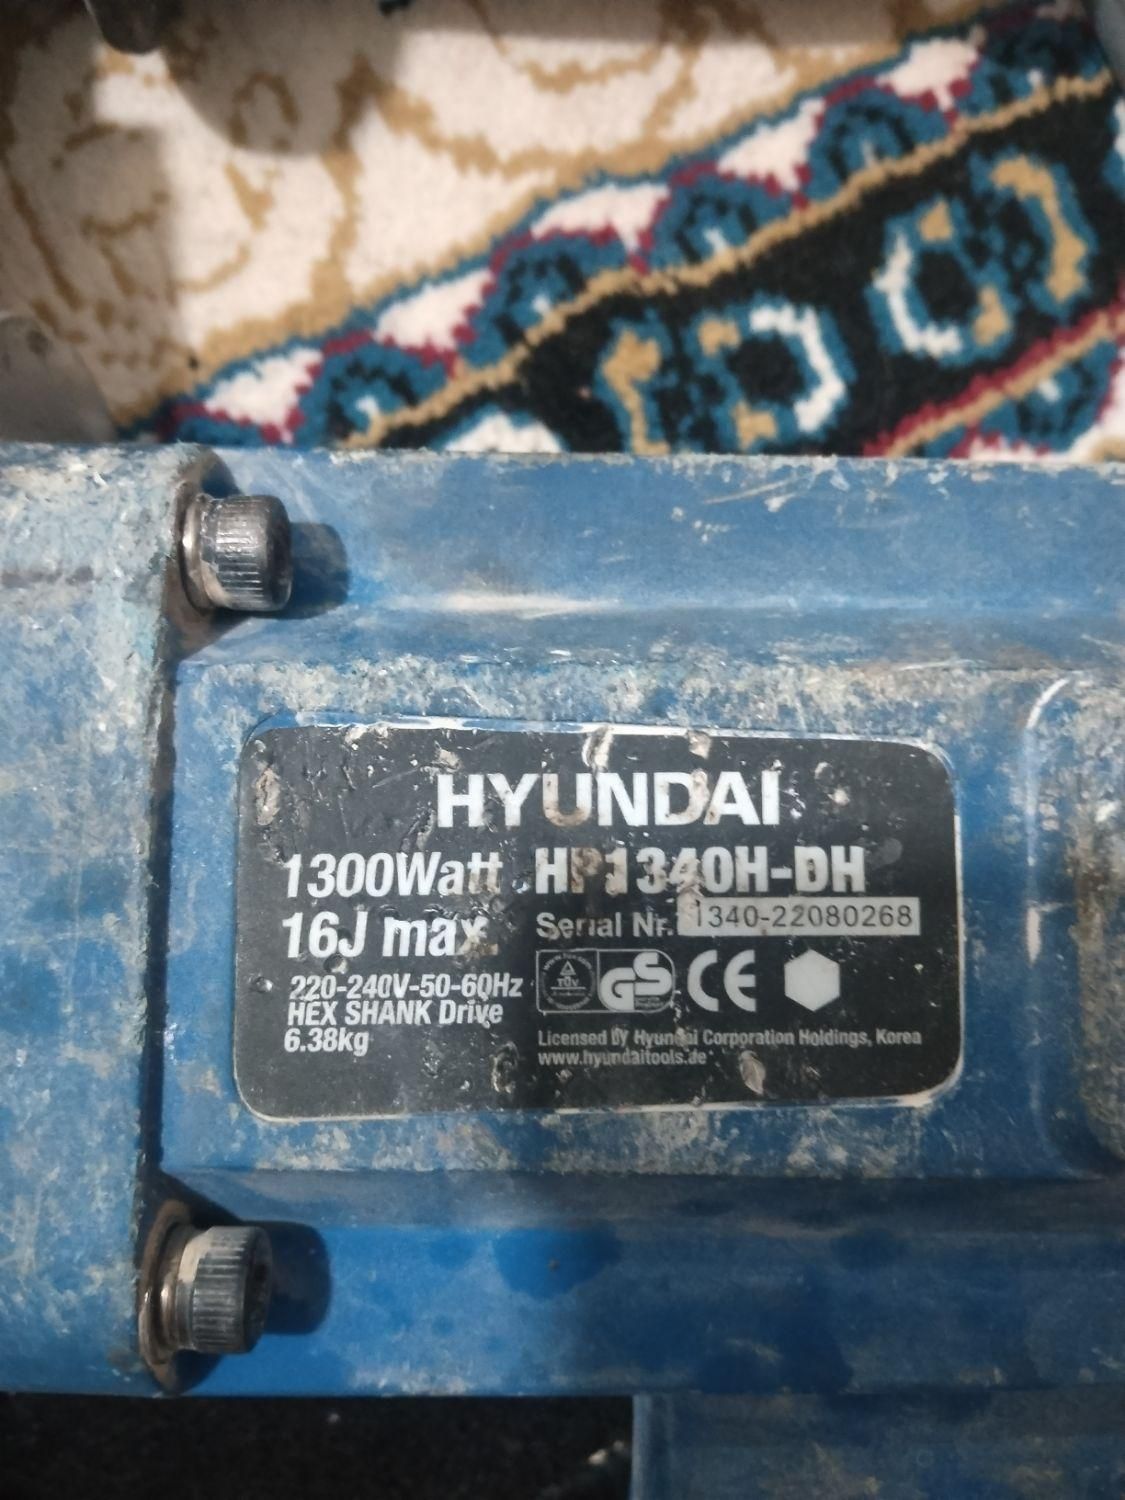 HYUNDAI
1300Watt HP1340H-DH
16J max. Serial Nr. 1340-22080268
220-240V-50-60Hz
HEX SHANK Drive
6.38kg
TÜV
GS
CE
Licensed by Hyundai Corporation Holdings, Korea
www.hyundaitools.de